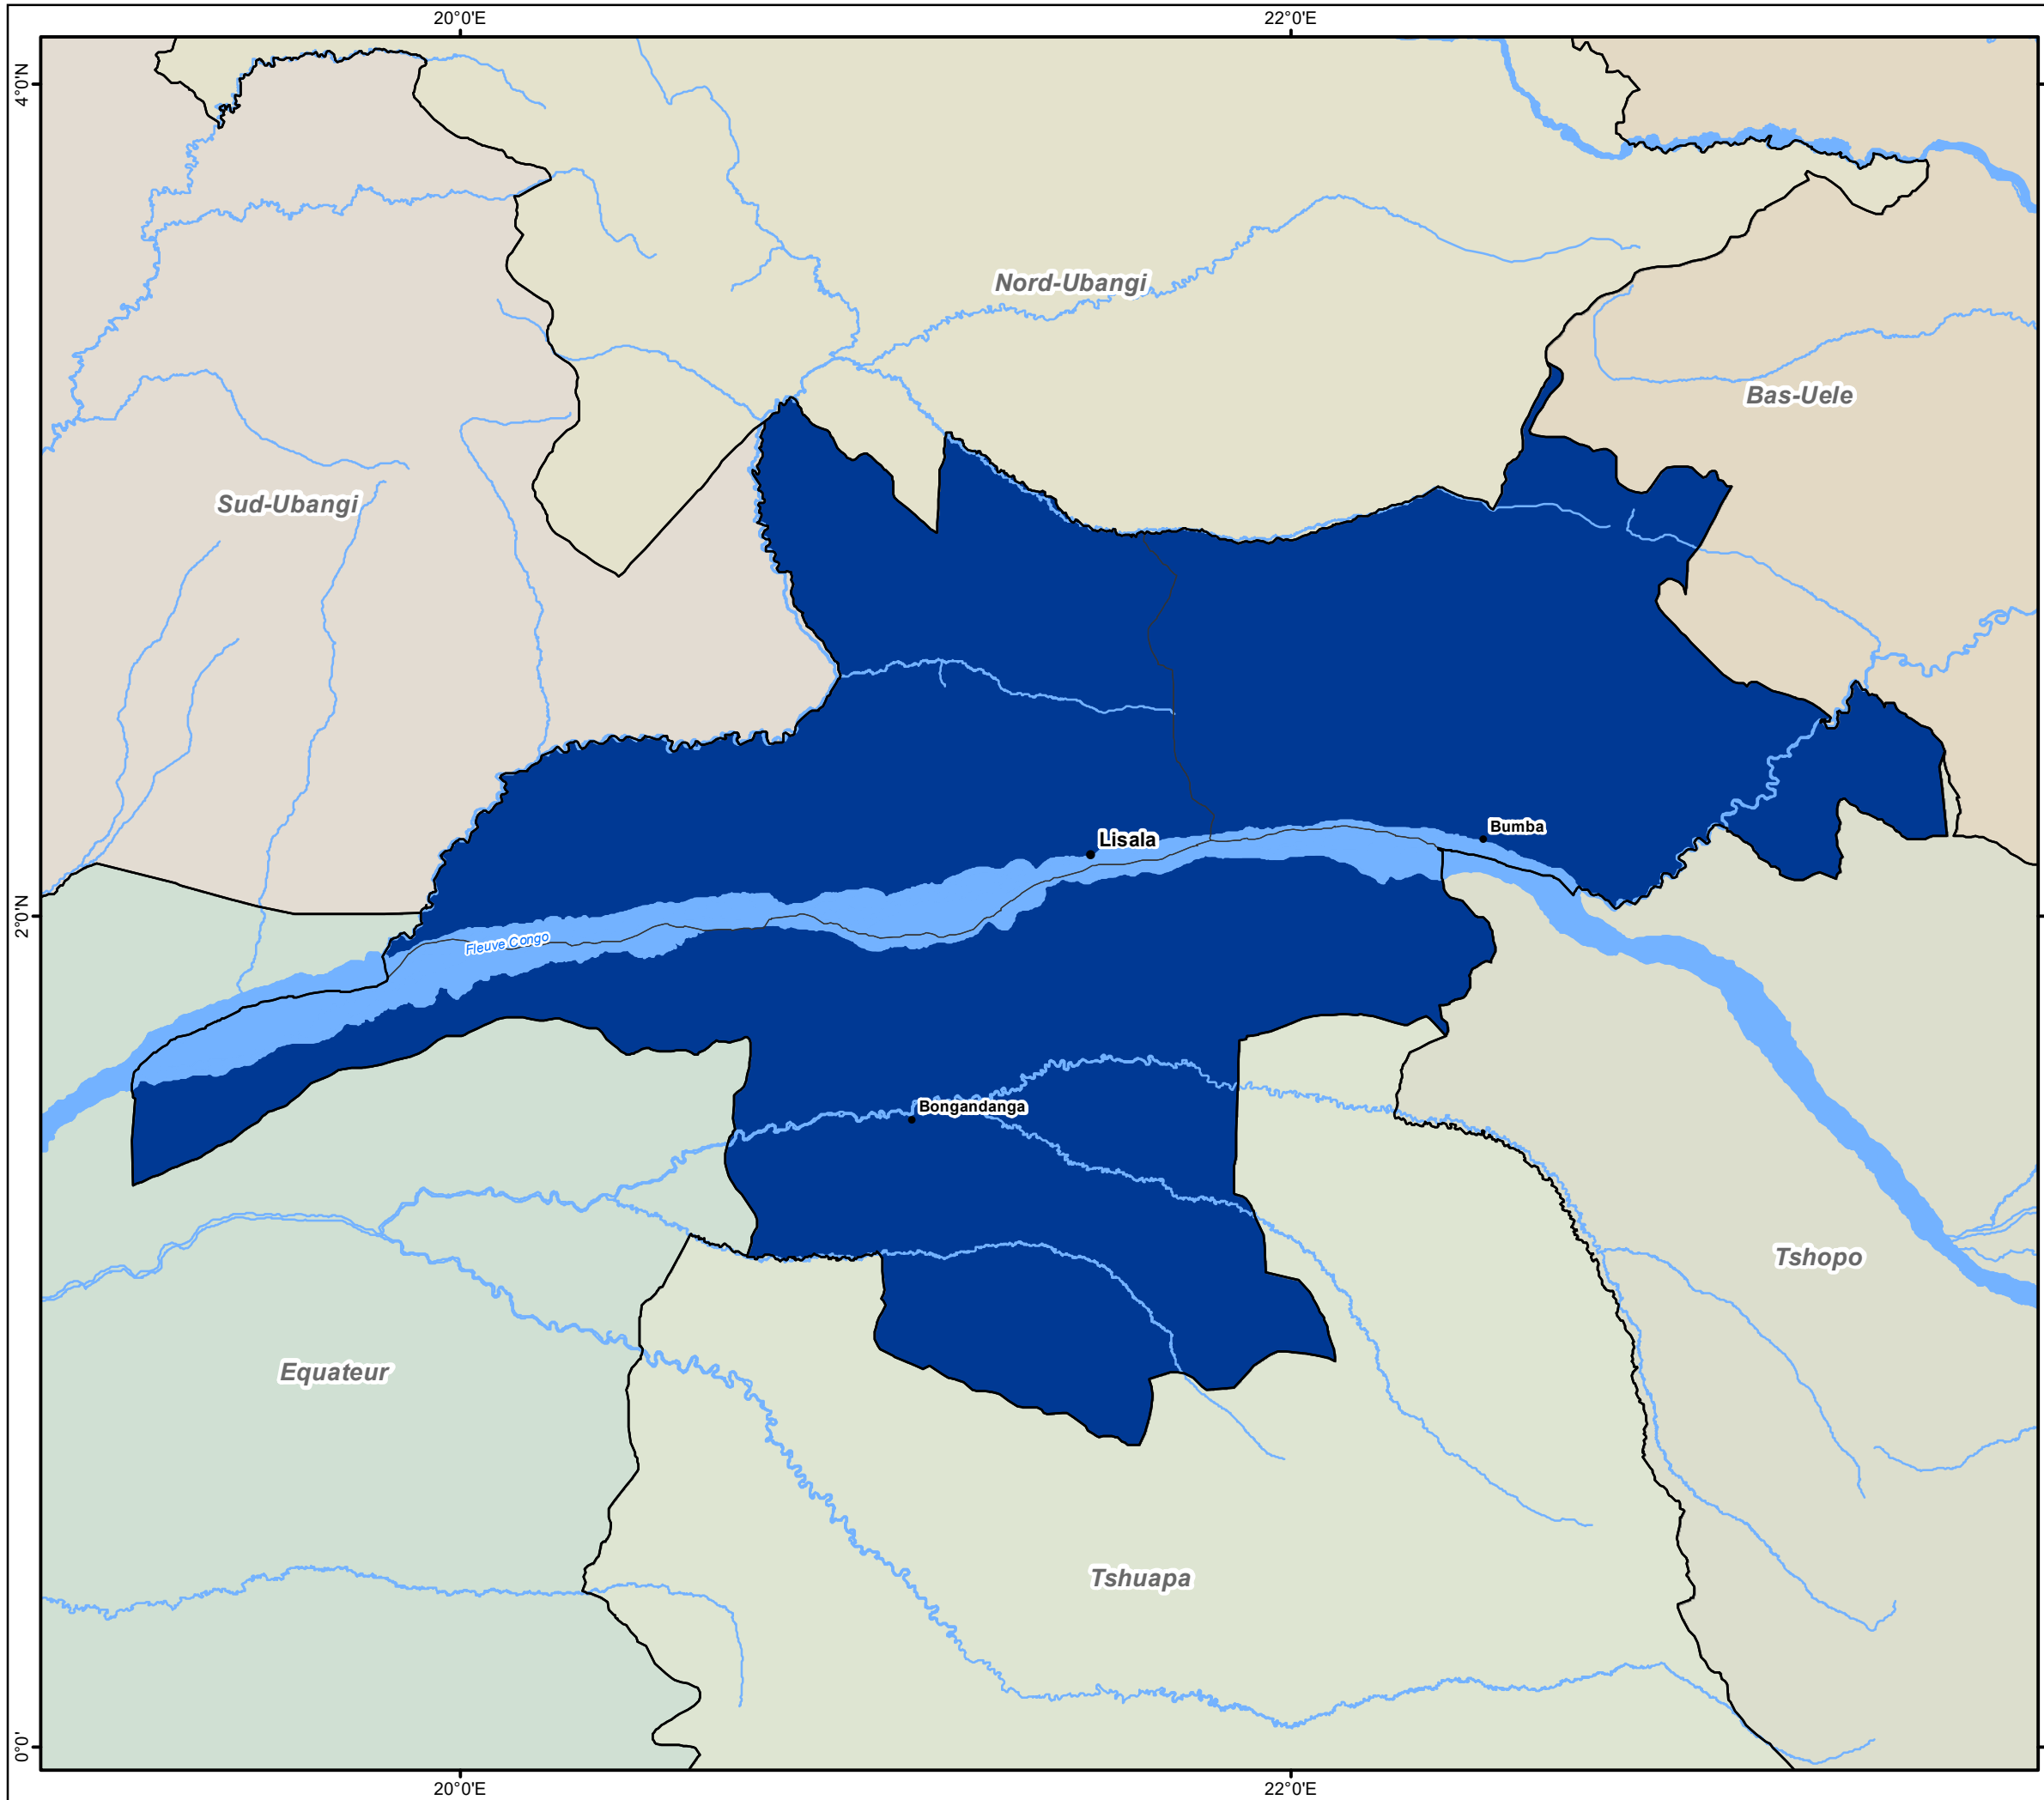 20°0'E 22°0'E
4°0'N
Nord-Ubangi
Bas-Uele
Sud-Ubangi
Bumba
Lisala
2°0'N
Fleuve Congo
Bongandanga
Tshopo
Equateur
Tshuapa
0°0'
20°0'E 22°0'E